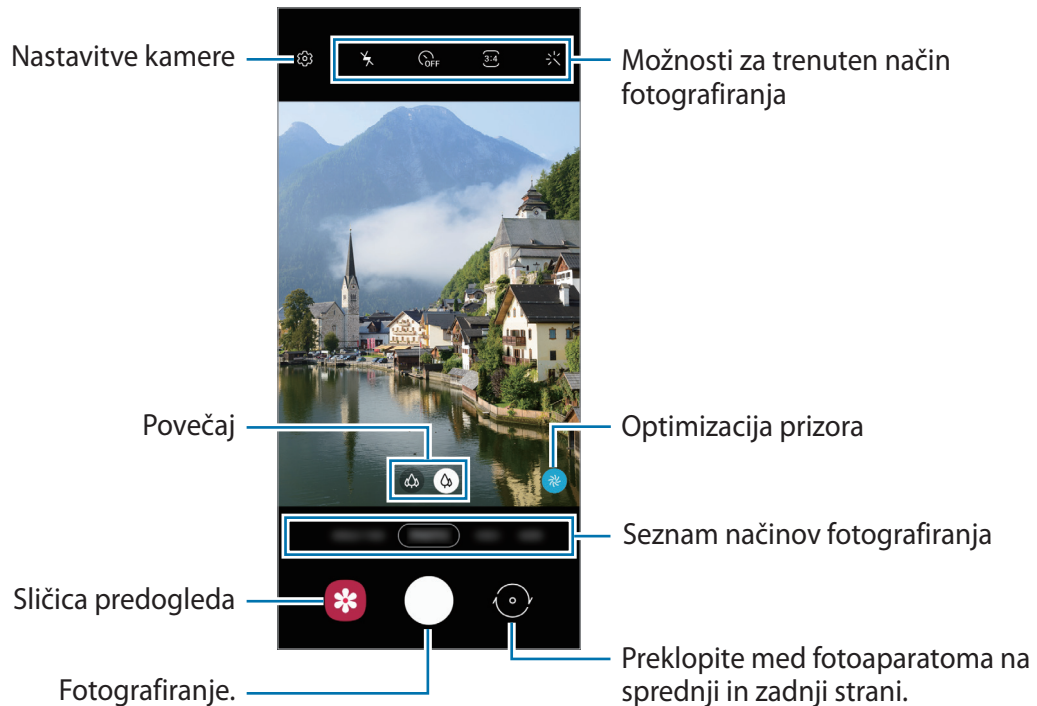 Nastavitve kamere
OFF
3:4
Možnosti za trenuten način
fotografiranja
Povečaj
Optimizacija prizora
Seznam načinov fotografiranja
Sličica predogleda
Fotografiranje.
Preklopite med fotoaparatoma na
sprednji in zadnji strani.